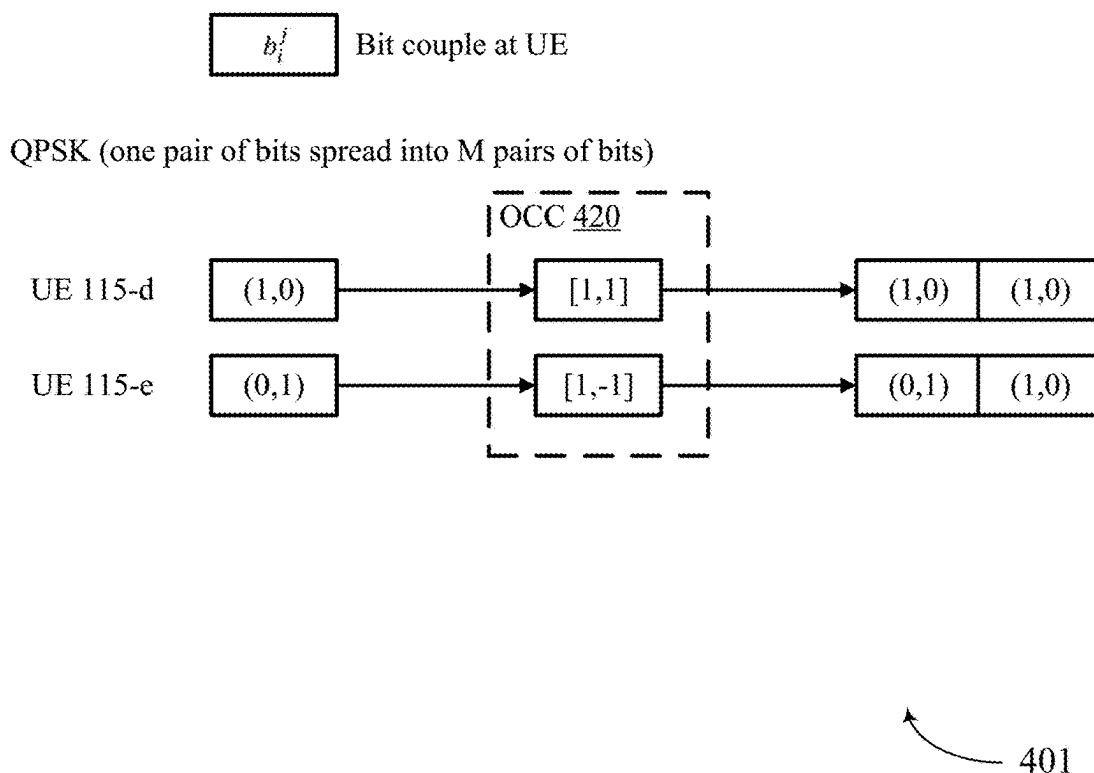 b_i^j Bit couple at UE
QPSK (one pair of bits spread into M pairs of bits)
OCC 420
UE 115-d (1,0) [1,1] (1,0) (1,0)
UE 115-e (0,1) [1,-1] (0,1) (1,0)
401